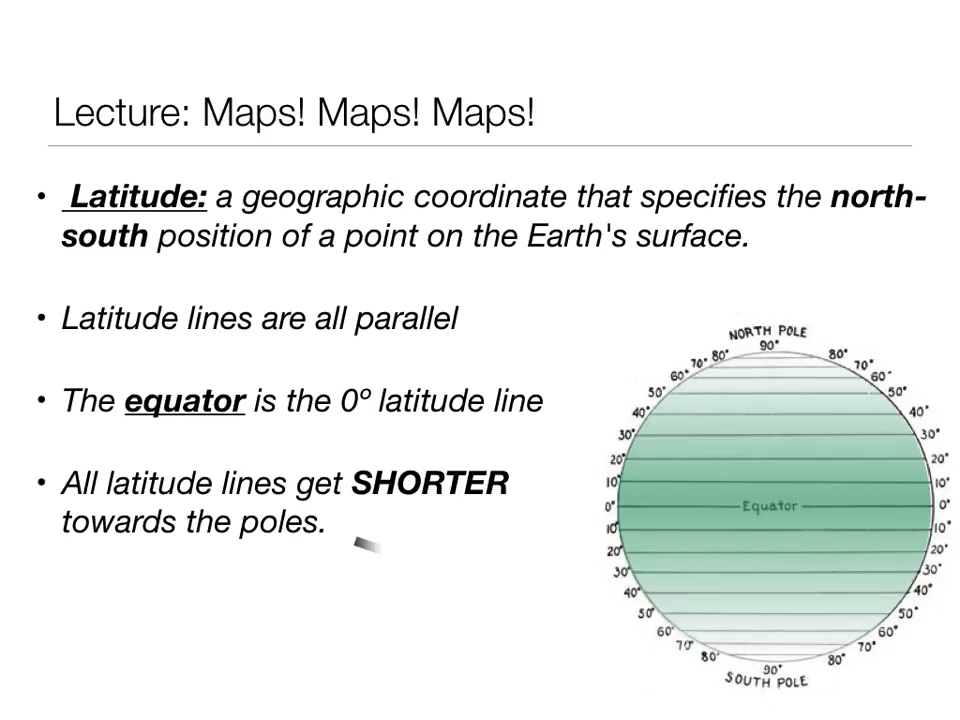 Lecture: Maps! Maps! Maps!
• Latitude: a geographic coordinate that specifies the north-
south position of a point on the Earth's surface.
• Latitude lines are all parallel
• The equator is the 0º latitude line
• All latitude lines get SHORTER
towards the poles.
NORTH POLE
90°
80° 80°
70° 70°
60° 60°
50° 50°
40° 40°
30° 30°
20° 20°
10° 10°
0° Equator 0°
10° 10°
20° 20°
30° 30°
40° 40°
50° 50°
60° 60°
70° 70°
80° 80°
90°
SOUTH POLE